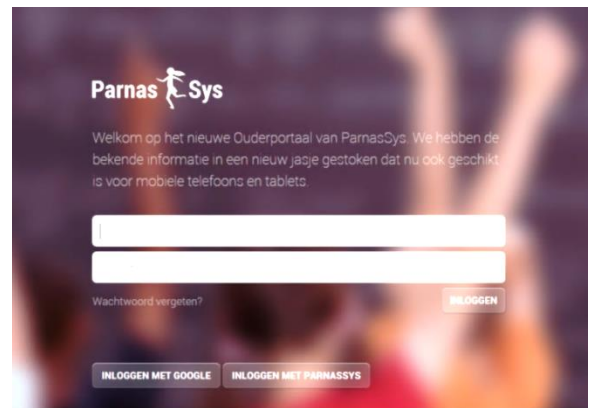 Parnas Sys
Welkom op het nieuwe Ouderportaal van ParnasSys. We hebben de
bekende informatie in een nieuw jasje gestoken dat nu ook geschikt
is voor mobiele telefoons en tablets.
Wachtwoord vergeten?
INLOGGEN
INLOGGEN MET GOOGLE
INLOGGEN MET PARNASSYS